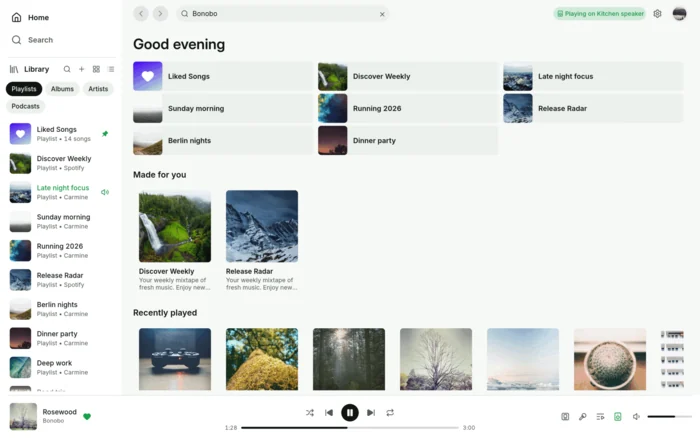 Home
Search
Library
Playlists
Albums
Artists
Podcasts
Liked Songs
Playlist • 14 songs
Discover Weekly
Playlist • Spotify
Late night focus
Playlist • Carmine
Sunday morning
Playlist • Carmine
Running 2026
Playlist • Carmine
Release Radar
Playlist • Spotify
Berlin nights
Playlist • Carmine
Dinner party
Playlist • Carmine
Deep work
Playlist • Carmine
Bonobo
Playing on Kitchen speaker
Good evening
Liked Songs
Discover Weekly
Late night focus
Sunday morning
Running 2026
Release Radar
Berlin nights
Dinner party
Made for you
Discover Weekly
Your weekly mixtape of
fresh music. Enjoy new...
Release Radar
Your weekly mixtape of
fresh music. Enjoy new...
Recently played
Rosewood
Bonobo
1:28
3:00